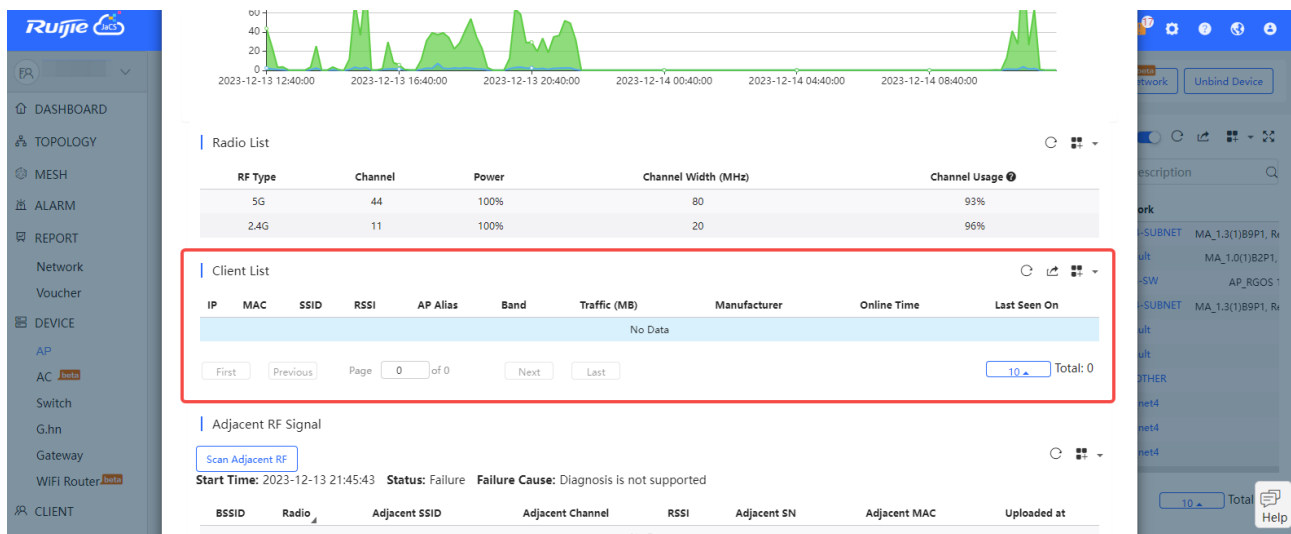 Ruijie JaCS
17
60
40
20
0
2023-12-13 12:40:00 2023-12-13 16:40:00 2023-12-13 20:40:00 2023-12-14 00:40:00 2023-12-14 04:40:00 2023-12-14 08:40:00
FA
beta
etwork Unbind Device
DASHBOARD
TOPOLOGY
MESH
ALARM
REPORT
Network
Voucher
DEVICE
AP
AC beta
Switch
G.hn
Gateway
WiFi Router beta
CLIENT
Radio List
RF Type Channel Power Channel Width (MHz) Channel Usage
5G 44 100% 80 93%
2.4G 11 100% 20 96%
Client List
IP MAC SSID RSSI AP Alias Band Traffic (MB) Manufacturer Online Time Last Seen On
No Data
First Previous Page 0 of 0 Next Last 10 Total: 0
Adjacent RF Signal
Scan Adjacent RF
Start Time: 2023-12-13 21:45:43 Status: Failure Failure Cause: Diagnosis is not supported
BSSID Radio Adjacent SSID Adjacent Channel RSSI Adjacent SN Adjacent MAC Uploaded at
escription
ork
-SUBNET MA_1.3(1)B9P1, Re
ult MA_1.0(1)B2P1,
-SW AP_RGOS 1
-SUBNET MA_1.3(1)B9P1, Re
ult
ult
OTHER
net4
net4
net4
10 Total
Help